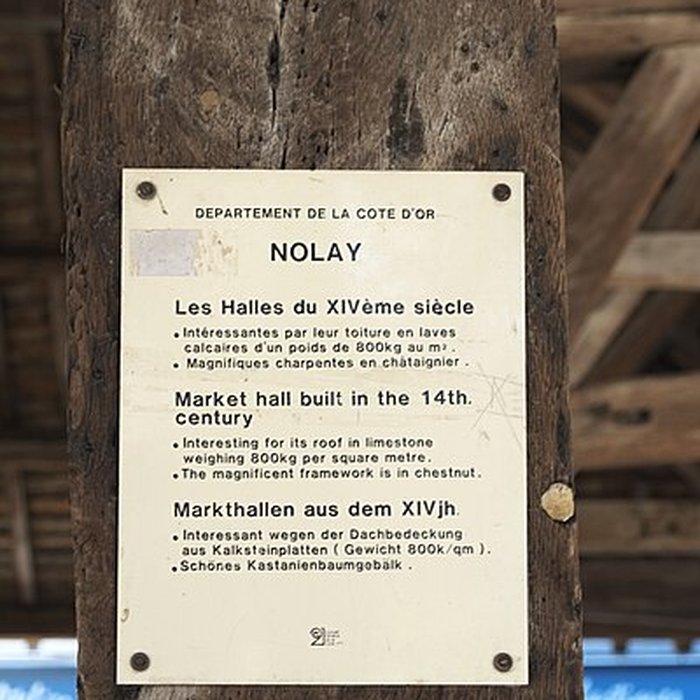 DEPARTEMENT DE LA COTE D'OR
NOLAY
Les Halles du XIVème siècle
• Intéressantes par leur toiture en laves
calcaires d'un poids de 800kg au m².
• Magnifiques charpentes en châtaignier.
Market hall built in the 14th.
century
• Interesting for its roof in limestone
weighing 800kg per square metre.
• The magnificent framework is in chestnut.
Markthallen aus dem XIVjh.
• Interessant wegen der Dachbedeckung
aus Kalksteinplatten ( Gewicht 800k/qm ).
• Schönes Kastanienbaumgebälk .